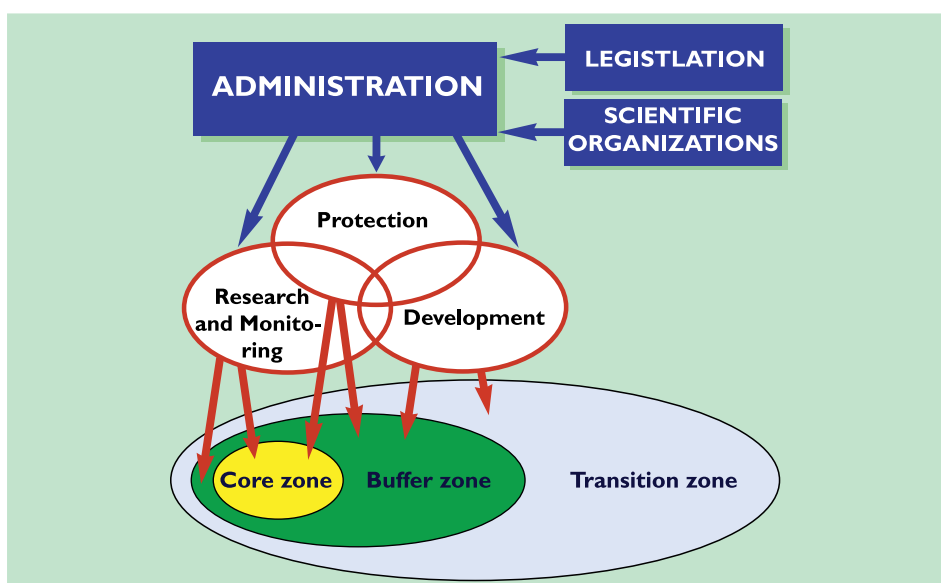 ADMINISTRATION
LEGISTLATION
SCIENTIFIC
ORGANIZATIONS
Protection
Research
and Monito-
ring
Development
Core zone
Buffer zone
Transition zone